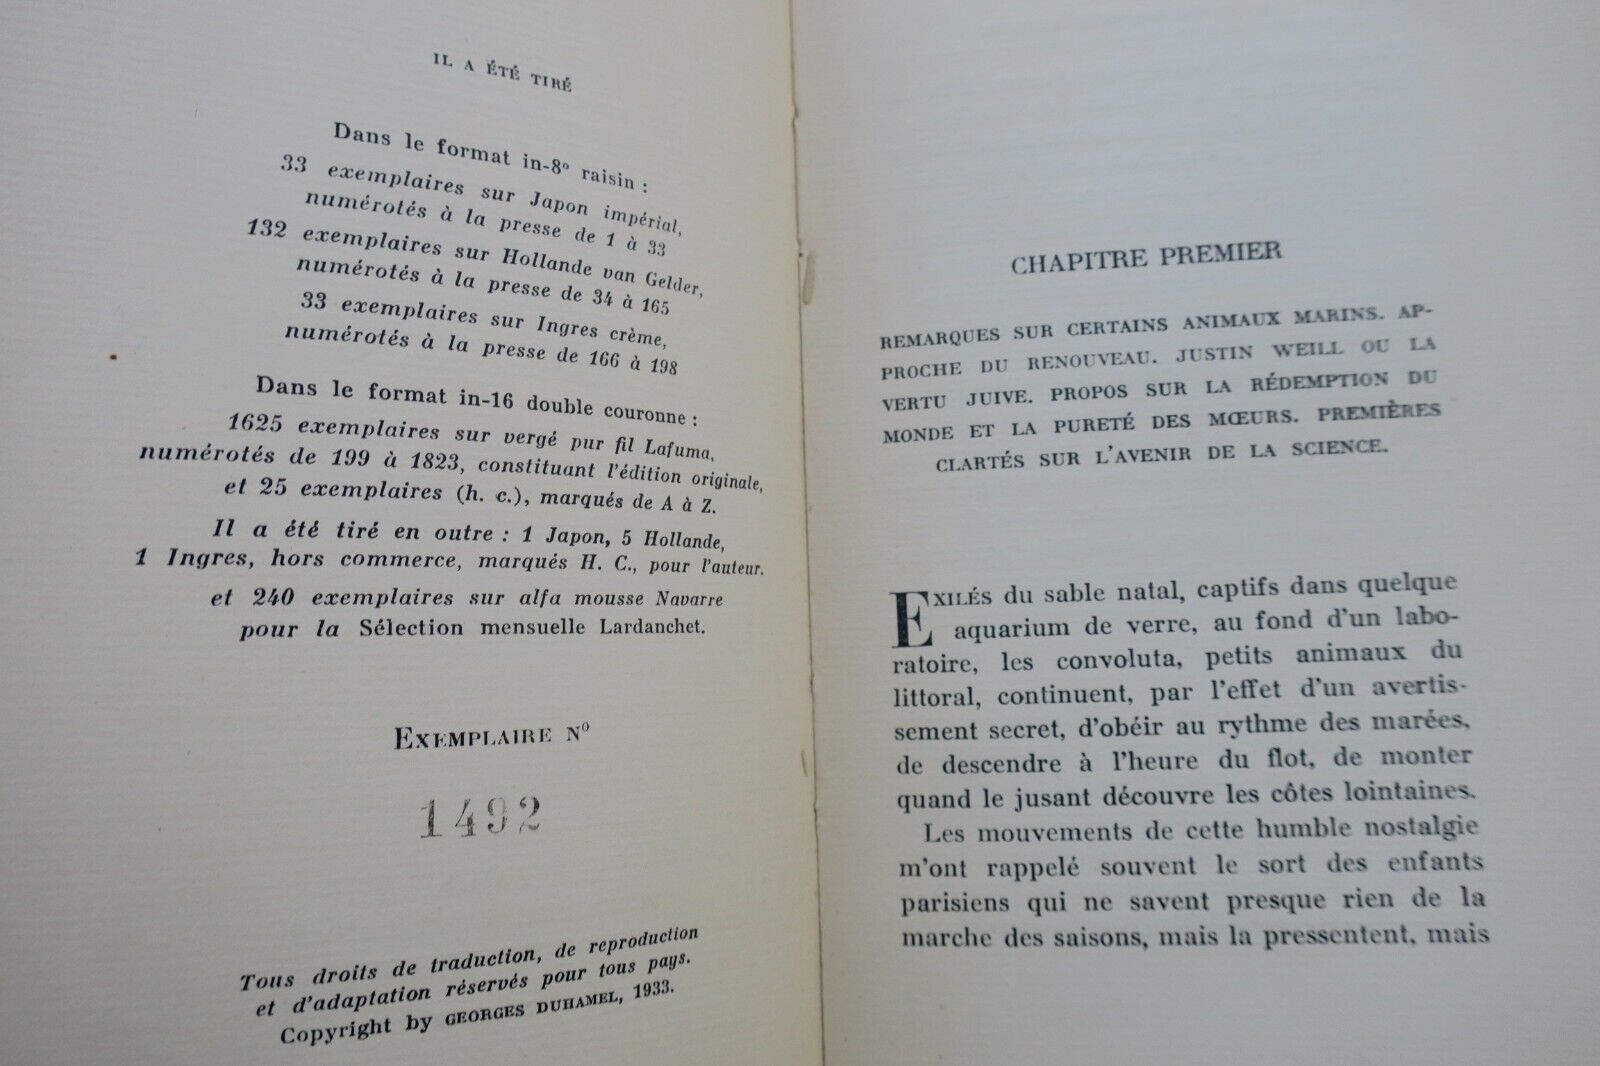 IL A ÉTÉ TIRÉ
Dans le format in-8º raisin :
33 exemplaires sur Japon impérial,
numérotés à la presse de 1 à 33
132 exemplaires sur Hollande van Gelder,
numérotés à la presse de 34 à 165
33 exemplaires sur Ingres crème,
numérotés à la presse de 166 à 198
Dans le format in-16 double couronne :
1625 exemplaires sur vergé pur fil Lafuma,
numérotés de 199 à 1823, constituant l'édition originale,
et 25 exemplaires (h. c.), marqués de A à Z.
Il a été tiré en outre : 1 Japon, 5 Hollande,
1 Ingres, hors commerce, marqués H. C., pour l'auteur.
et 240 exemplaires sur alfa mousse Navarre
pour la Sélection mensuelle Lardanchet.
EXEMPLAIRE Nº
1492
Tous droits de traduction, de reproduction
et d'adaptation réservés pour tous pays.
Copyright by GEORGES DUHAMEL, 1933.
CHAPITRE PREMIER
REMARQUES SUR CERTAINS ANIMAUX MARINS. AP-
PROCHE DU RENOUVEAU. JUSTIN WEILL OU LA
VERTU JUIVE. PROPOS SUR LA RÉDEMPTION DU
MONDE ET LA PURETÉ DES MŒURS. PREMIÈRES
CLARTÉS SUR L'AVENIR DE LA SCIENCE.
EXILÉS du sable natal, captifs dans quelque
aquarium de verre, au fond d'un labo-
ratoire, les convoluta, petits animaux du
littoral, continuent, par l'effet d'un avertis-
sement secret, d'obéir au rythme des marées,
de descendre à l'heure du flot, de monter
quand le jusant découvre les côtes lointaines.
Les mouvements de cette humble nostalgie
m'ont rappelé souvent le sort des enfants
parisiens qui ne savent presque rien de la
marche des saisons, mais la pressentent, mais